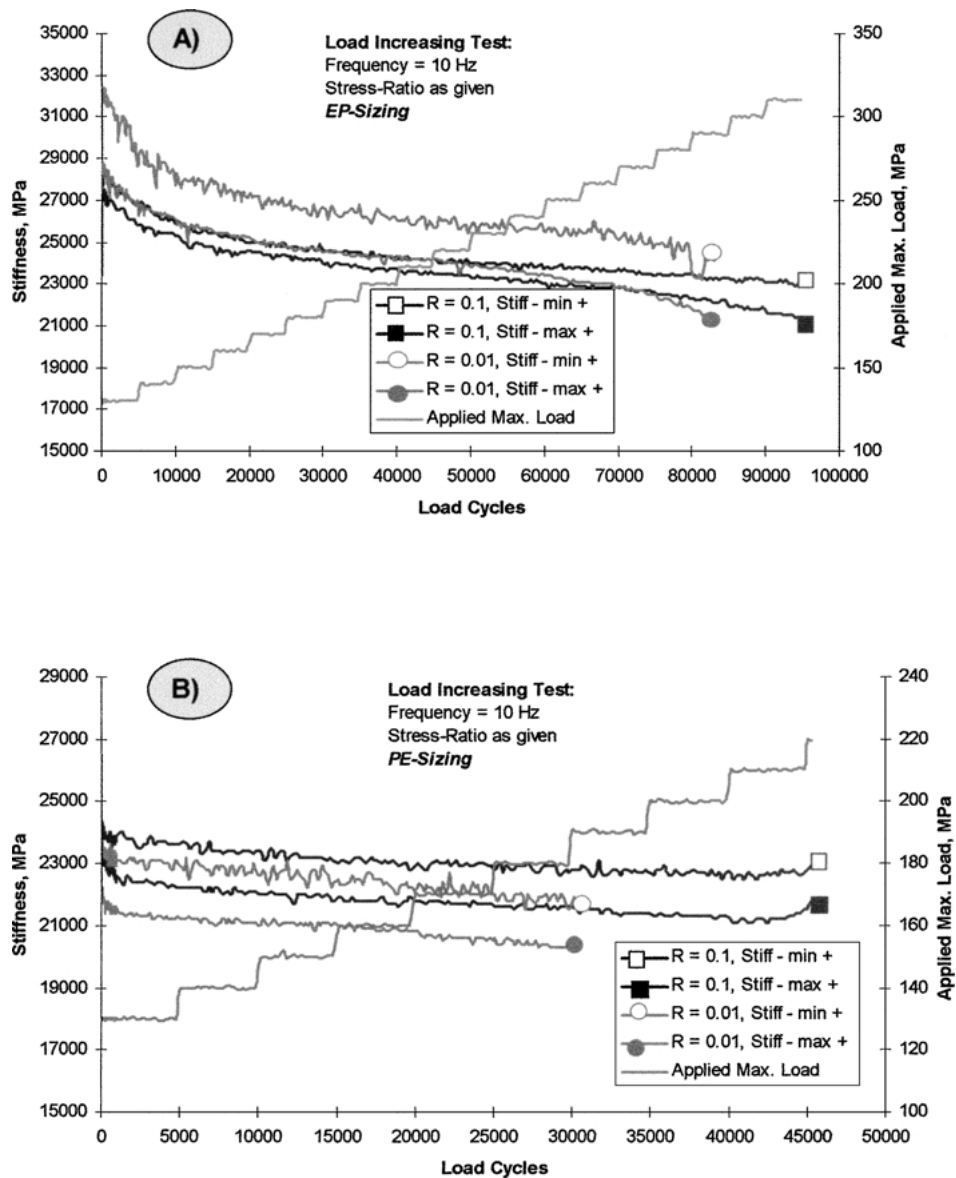 A)
Load Increasing Test:
Frequency = 10 Hz
Stress-Ratio as given
EP-Sizing
Stiffness, MPa
35000
33000
31000
29000
27000
25000
23000
21000
19000
17000
15000
350
300
250
200
150
100
Applied Max. Load, MPa
R = 0.1, Stiff - min +
R = 0.1, Stiff - max +
R = 0.01, Stiff - min +
R = 0.01, Stiff - max +
Applied Max. Load
0 10000 20000 30000 40000 50000 60000 70000 80000 90000 100000
Load Cycles
B)
Load Increasing Test:
Frequency = 10 Hz
Stress-Ratio as given
PE-Sizing
Stiffness, MPa
29000
27000
25000
23000
21000
19000
17000
15000
240
220
200
180
160
140
120
100
Applied Max. Load, MPa
R = 0.1, Stiff - min +
R = 0.1, Stiff - max +
R = 0.01, Stiff - min +
R = 0.01, Stiff - max +
Applied Max. Load
0 5000 10000 15000 20000 25000 30000 35000 40000 45000 50000
Load Cycles